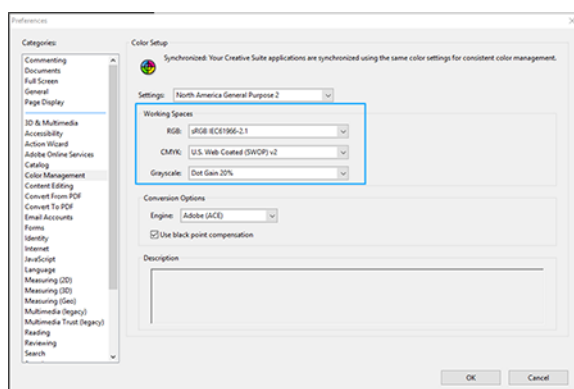 Preferences
Categories:
Commenting
Documents
Full Screen
General
Page Display
3D & Multimedia
Accessibility
Action Wizard
Adobe Online Services
Catalog
Color Management
Content Editing
Convert From PDF
Convert To PDF
Email Accounts
Forms
Identity
Internet
JavaScript
Language
Measuring (2D)
Measuring (3D)
Measuring (Geo)
Multimedia (legacy)
Multimedia Trust (legacy)
Reading
Reviewing
Search
Color Setup
Synchronized: Your Creative Suite applications are synchronized using the same color settings for consistent color management.
Settings: North America General Purpose 2
Working Spaces
RGB: sRGB IEC61966-2.1
CMYK: U.S. Web Coated (SWOP) v2
Grayscale: Dot Gain 20%
Conversion Options
Engine: Adobe (ACE)
Use black point compensation
Description
OK Cancel